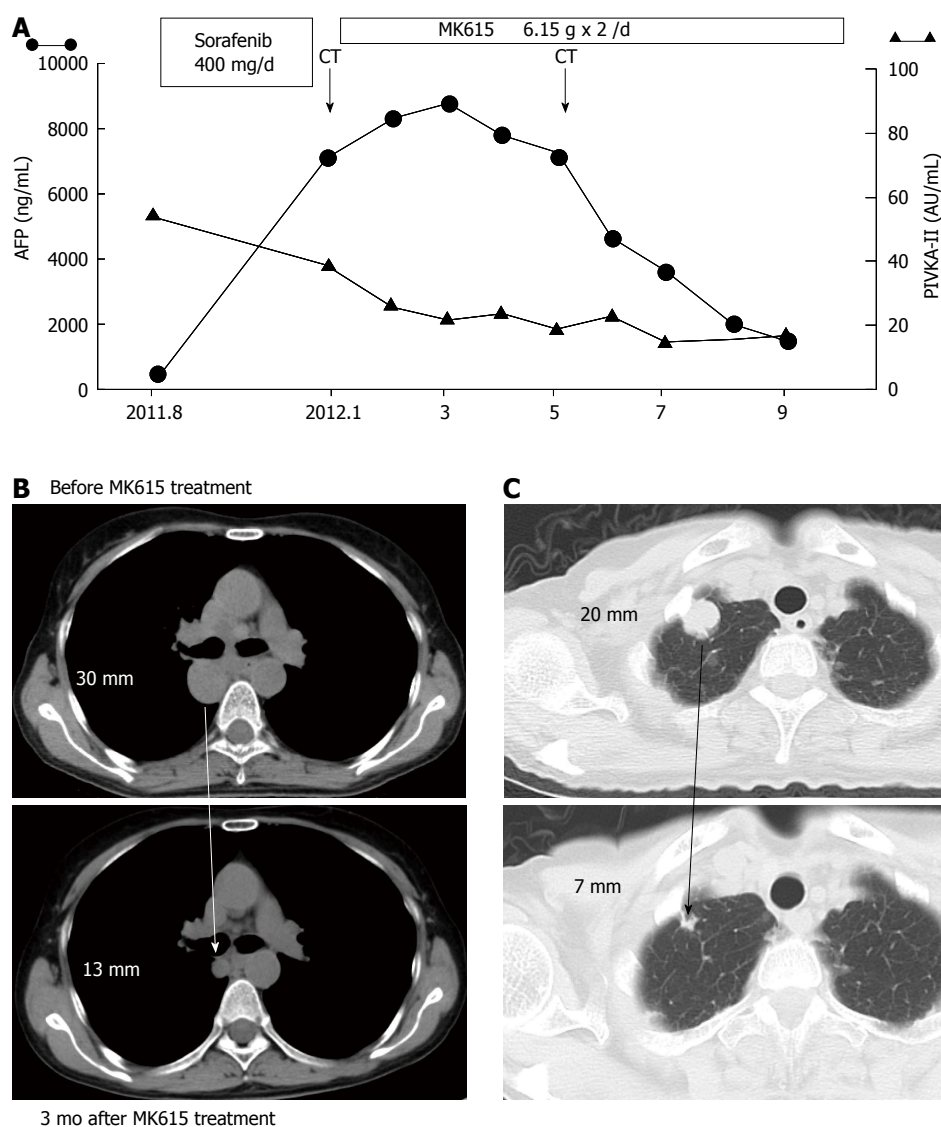 A
Sorafenib
400 mg/d
MK615 6.15 g x 2 /d
CT
CT
AFP (ng/mL)
10000
8000
6000
4000
2000
0
100
80
60
40
20
0
PIVKA-II (AU/mL)
2011.8
2012.1
3
5
7
9
B Before MK615 treatment
30 mm
13 mm
3 mo after MK615 treatment
C
20 mm
7 mm